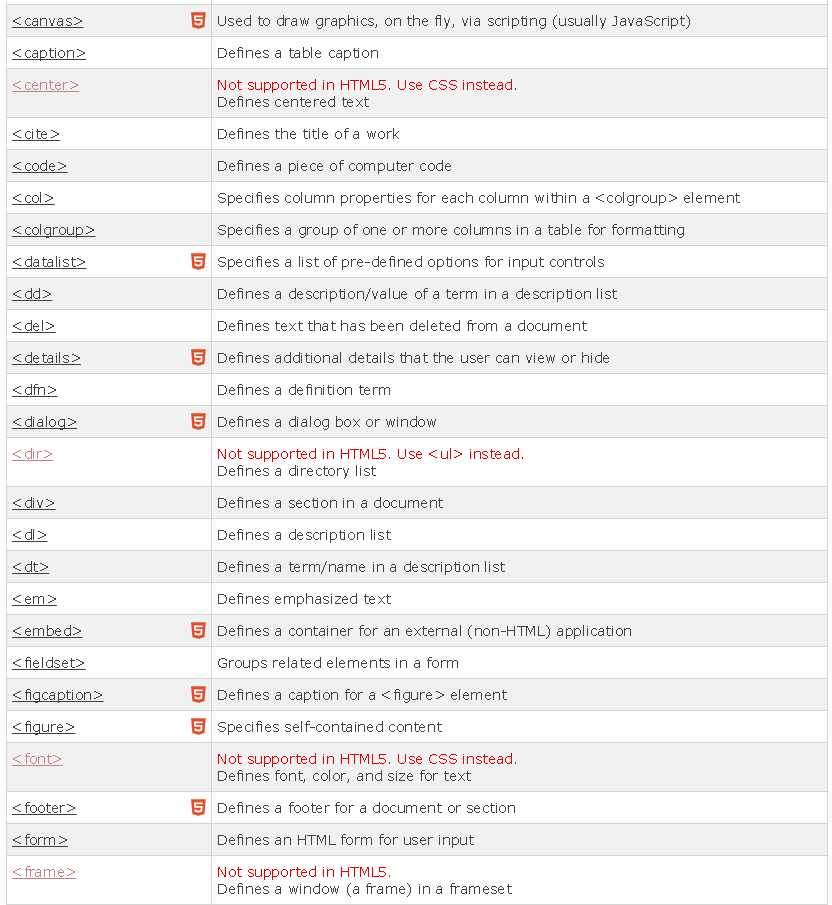 <canvas> 5 Used to draw graphics, on the fly, via scripting (usually JavaScript)
<caption> Defines a table caption
<center> Not supported in HTML5. Use CSS instead.
Defines centered text
<cite> Defines the title of a work
<code> Defines a piece of computer code
<col> Specifies column properties for each column within a <colgroup> element
<colgroup> Specifies a group of one or more columns in a table for formatting
<datalist> 5 Specifies a list of pre-defined options for input controls
<dd> Defines a description/value of a term in a description list
<del> Defines text that has been deleted from a document
<details> 5 Defines additional details that the user can view or hide
<dfn> Defines a definition term
<dialog> 5 Defines a dialog box or window
<dir> Not supported in HTML5. Use <ul> instead.
Defines a directory list
<div> Defines a section in a document
<dl> Defines a description list
<dt> Defines a term/name in a description list
<em> Defines emphasized text
<embed> 5 Defines a container for an external (non-HTML) application
<fieldset> Groups related elements in a form
<figcaption> 5 Defines a caption for a <figure> element
<figure> 5 Specifies self-contained content
<font> Not supported in HTML5. Use CSS instead.
Defines font, color, and size for text
<footer> 5 Defines a footer for a document or section
<form> Defines an HTML form for user input
<frame> Not supported in HTML5.
Defines a window (a frame) in a frameset